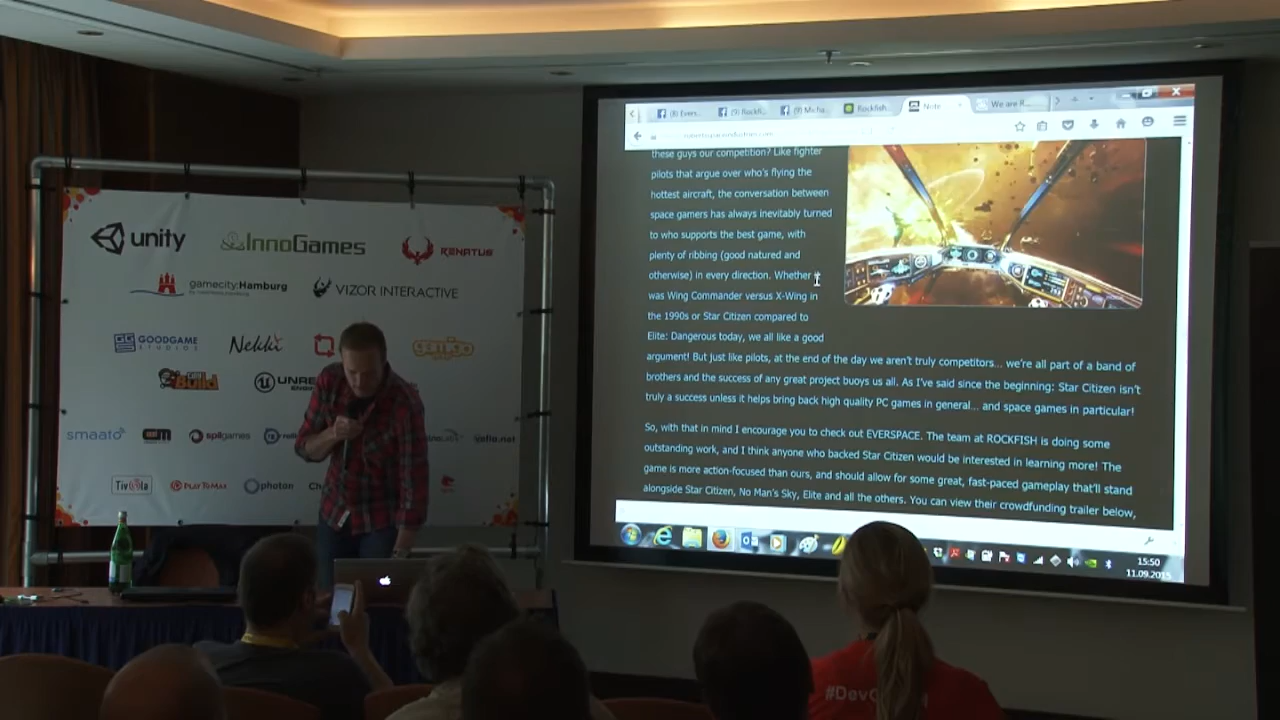 unity
InnoGames
RENATUS
gamecity:Hamburg
VIZOR INTERACTIVE
GOODGAME
STUDIOS
Nekki
Build
smaato
spilgames
Tivola
PLAYTOMAX
photon
(9) Rockfi...
(9) Micha...
Rockfish...
Note
We are R...
these guys our competition? Like fighter
pilots that argue over who's flying the
hottest aircraft, the conversation between
space gamers has always inevitably turned
to who supports the best game, with
plenty of ribbing (good natured and
otherwise) in every direction. Whether it
was Wing Commander versus X-Wing in
the 1990s or Star Citizen compared to
Elite: Dangerous today, we all like a good
argument! But just like pilots, at the end of the day we aren't truly competitors... we're all part of a band of
brothers and the success of any great project buoys us all. As I've said since the beginning: Star Citizen isn't
truly a success unless it helps bring back high quality PC games in general... and space games in particular!
So, with that in mind I encourage you to check out EVERSPACE. The team at ROCKFISH is doing some
outstanding work, and I think anyone who backed Star Citizen would be interested in learning more! The
game is more action-focused than ours, and should allow for some great, fast-paced gameplay that'll stand
alongside Star Citizen, No Man's Sky, Elite and all the others. You can view their crowdfunding trailer below,
15:50
11.09.2015